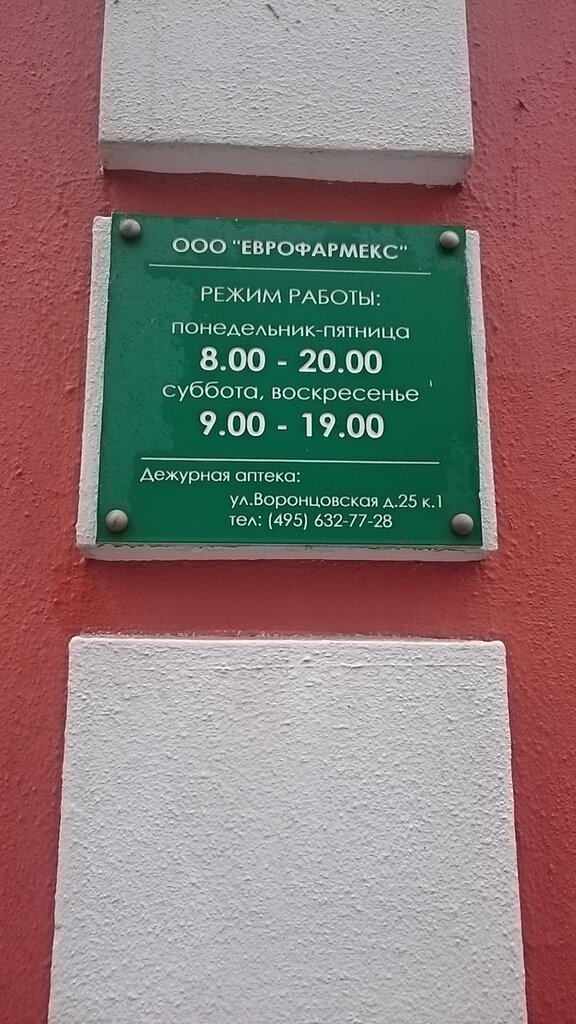 ООО "ЕВРОФАРМЕКС"
РЕЖИМ РАБОТЫ:
понедельник-пятница
8.00 - 20.00
суббота, воскресенье
9.00 - 19.00
Дежурная аптека:
ул.Воронцовская д.25 к.1
тел: (495) 632-77-28